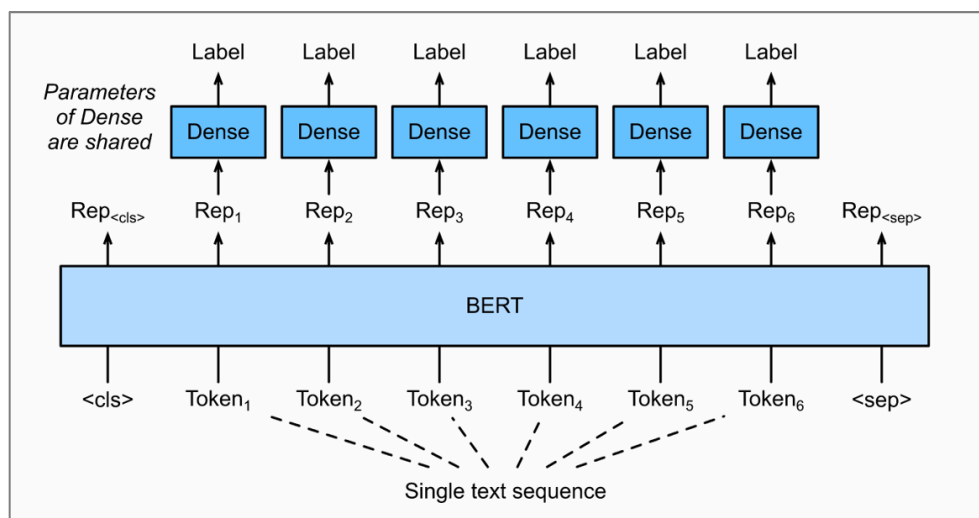 Label Label Label Label Label Label
Parameters
of Dense
are shared
Dense Dense Dense Dense Dense Dense
Rep<cls> Rep1 Rep2 Rep3 Rep4 Rep5 Rep6 Rep<sep>
BERT
<cls> Token1 Token2 Token3 Token4 Token5 Token6 <sep>
Single text sequence